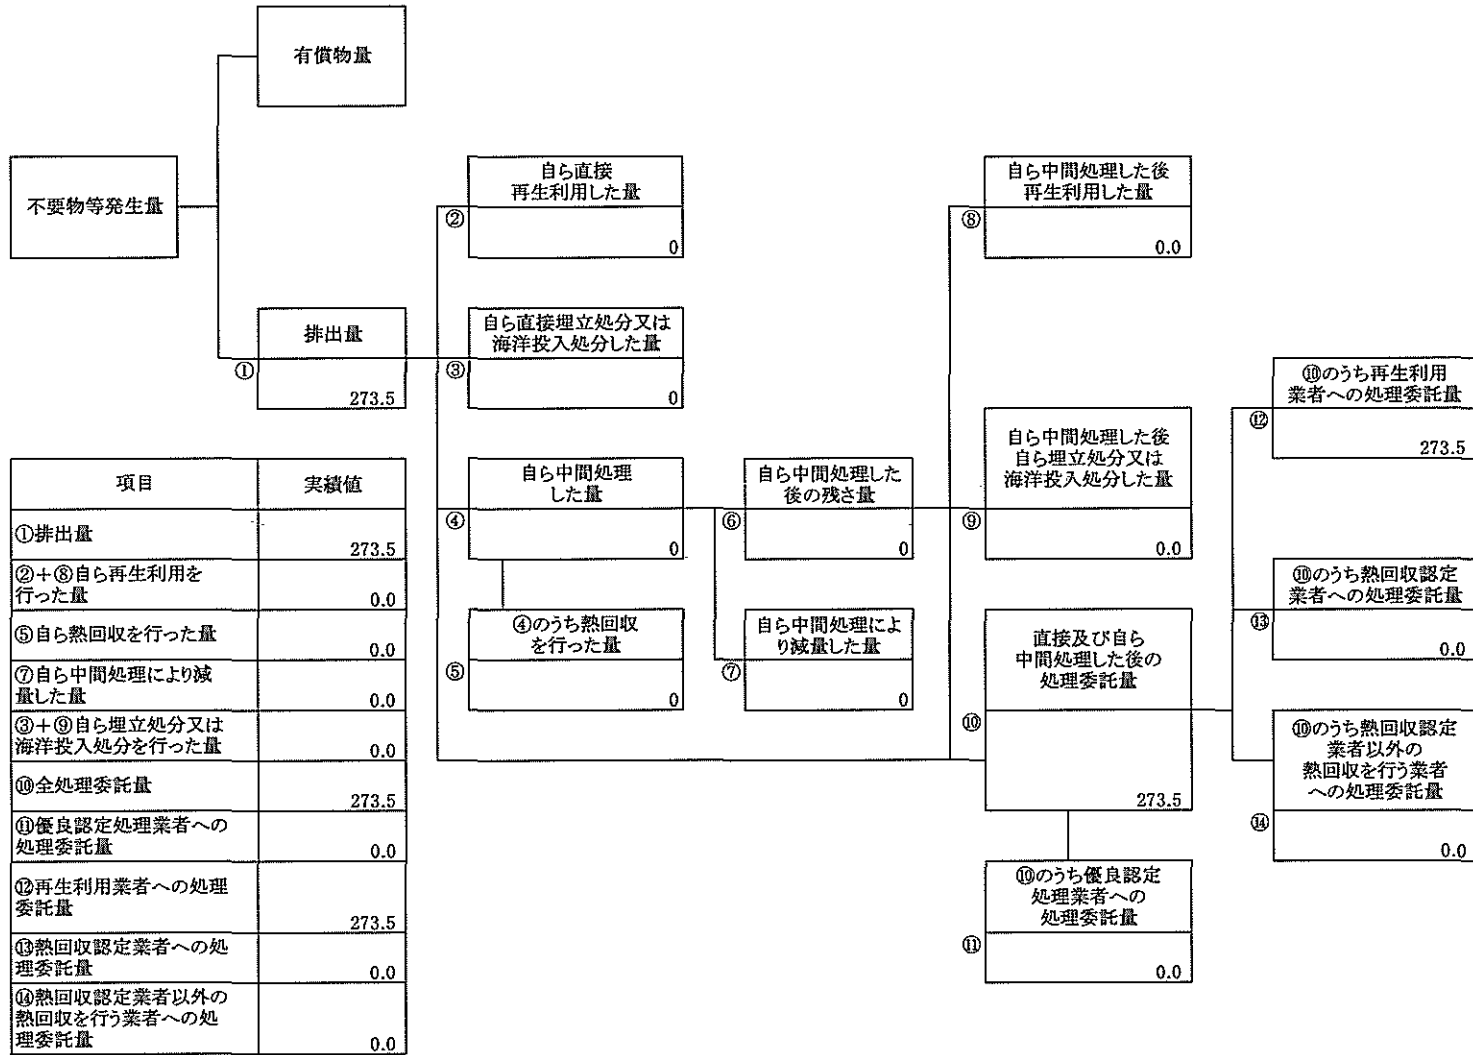 有償物量
不要物等発生量
自ら直接
再生利用した量
②
0
自ら中間処理した後
再生利用した量
⑧
0.0
排出量
①
273.5
自ら直接埋立処分又は
海洋投入処分した量
③
0
⑩のうち再生利用
業者への処理委託量
⑫
273.5
自ら中間処理
した量
④
0
自ら中間処理した
後の残さ量
⑥
0
自ら中間処理した後
自ら埋立処分又は
海洋投入処分した量
⑨
0.0
④のうち熱回収
を行った量
⑤
0
自ら中間処理によ
り減量した量
⑦
0
直接及び自ら
中間処理した後の
処理委託量
⑩
273.5
⑩のうち熱回収認定
業者への処理委託量
⑬
0.0
⑩のうち熱回収認定
業者以外の
熱回収を行う業者
への処理委託量
⑭
0.0
⑩のうち優良認定
処理業者への
処理委託量
⑪
0.0
項目 実績値
①排出量
273.5
②+⑧自ら再生利用を
行った量
0.0
⑤自ら熱回収を行った量
0.0
⑦自ら中間処理により減
量した量
0.0
③+⑨自ら埋立処分又は
海洋投入処分を行った量
0.0
⑩全処理委託量
273.5
⑪優良認定処理業者への
処理委託量
0.0
⑫再生利用業者への処理
委託量
273.5
⑬熱回収認定業者への処
理委託量
0.0
⑭熱回収認定業者以外の
熱回収を行う業者への処
理委託量
0.0